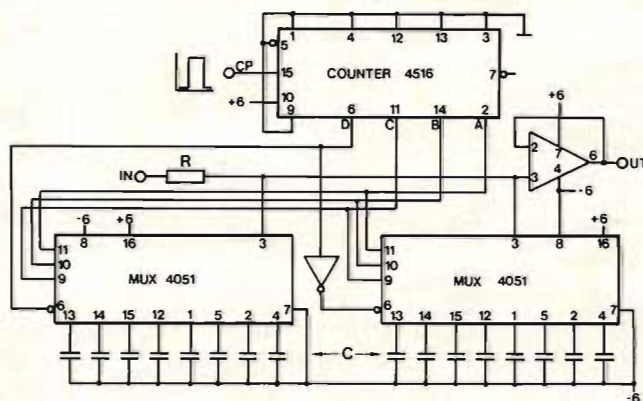 1 4 12 13 3
5
CP
15 COUNTER 4516 7
+6 10
9 6 11 14 2
D C B A
+6
2 7 6 UT
3 4
-6
IN R
-6 +6
8 16 3
11
10 MUX 4051
9
6 7
13 14 15 12 1 5 2 4
+6
3 8 16
11
10 MUX 4051
9
6 7
13 14 15 12 1 5 2 4
C
-6